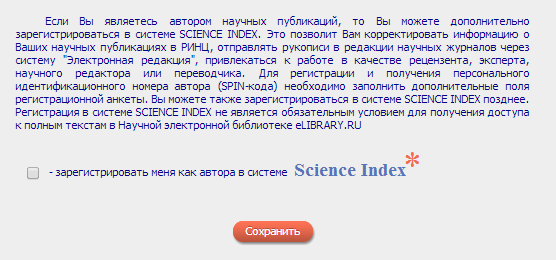 Если Вы являетесь автором научных публикаций, то Вы можете дополнительно
зарегистрироваться в системе SCIENCE INDEX. Это позволит Вам корректировать информацию о
Ваших научных публикациях в РИНЦ, отправлять рукописи в редакции научных журналов через
систему "Электронная редакция", привлекаться к работе в качестве рецензента, эксперта,
научного редактора или переводчика. Для регистрации и получения персонального
идентификационного номера автора (SPIN-кода) необходимо заполнить дополнительные поля
регистрационной анкеты. Вы можете также зарегистрироваться в системе SCIENCE INDEX позднее.
Регистрация в системе SCIENCE INDEX не является обязательным условием для получения доступа
к полным текстам в Научной электронной библиотеке eLIBRARY.RU
- зарегистрировать меня как автора в системе Science Index*
Сохранить